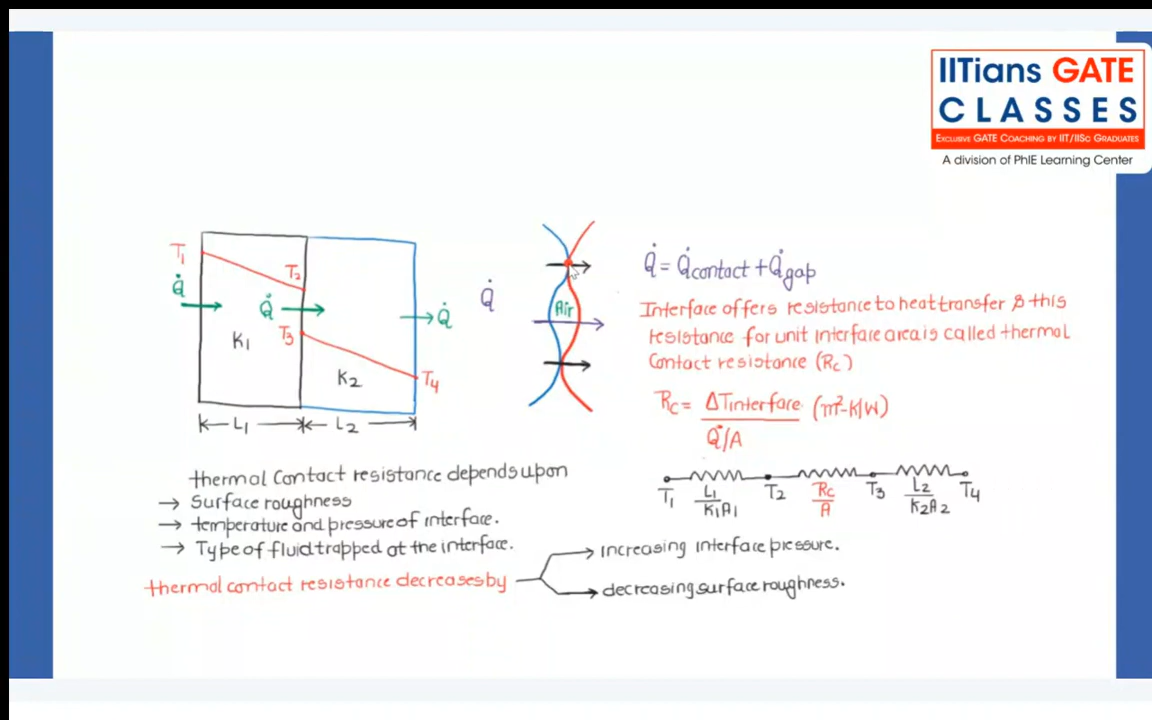 IITians GATE
CLASSES
EXCLUSIVE GATE COACHING BY IIT/IISc GRADUATES
A division of PhIE Learning Center
T₁
T₂
Q̇
Q̇
T₃
K₁
K₂
Q̇
T₄
L₁
L₂
Q̇
Air
Q̇ = Q̇contact + Q̇gap
Interface offers resistance to heat transfer & this
resistance for unit interface area is called thermal
Contact resistance (Rc)
Rc = ΔTinterface / Q̇/A (m²-K/W)
T₁ L₁/K₁A₁ T₂ Rc/A T₃ L₂/K₂A₂ T₄
thermal Contact resistance depends upon
→ Surface roughness
→ temperature and pressure of interface.
→ Type of fluid trapped at the interface.
thermal contact resistance decreases by
→ increasing interface pressure.
→ decreasing surface roughness.